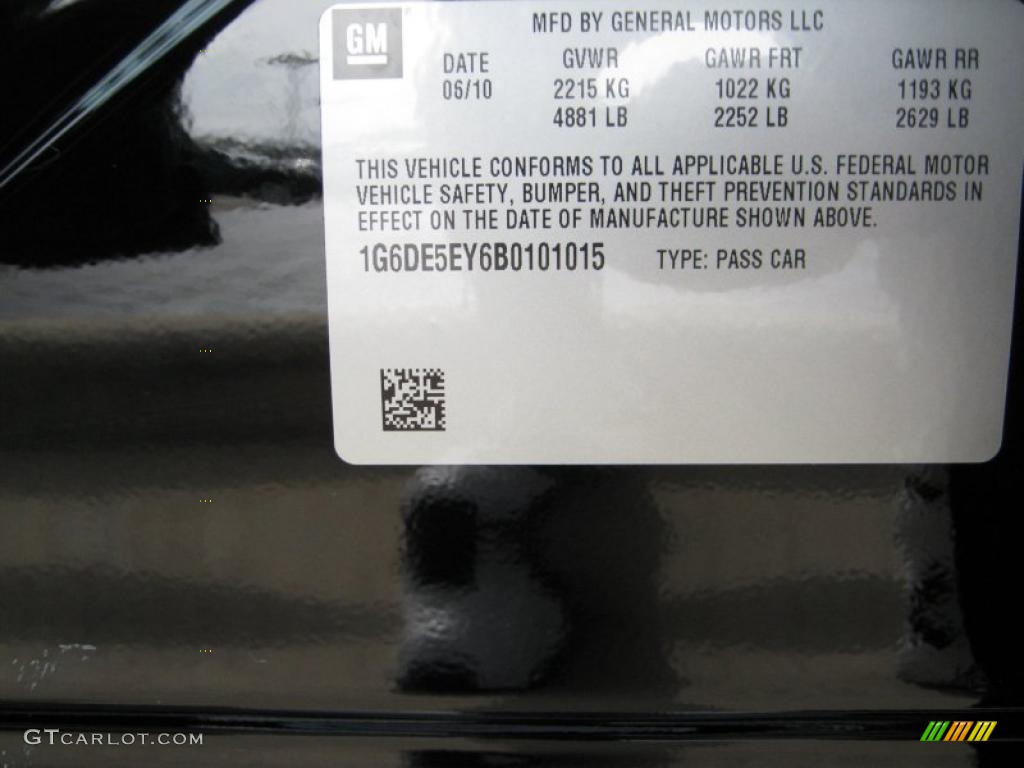 GM
MFD BY GENERAL MOTORS LLC
DATE GVWR GAWR FRT GAWR RR
06/10 2215 KG 1022 KG 1193 KG
4881 LB 2252 LB 2629 LB
THIS VEHICLE CONFORMS TO ALL APPLICABLE U.S. FEDERAL MOTOR
VEHICLE SAFETY, BUMPER, AND THEFT PREVENTION STANDARDS IN
EFFECT ON THE DATE OF MANUFACTURE SHOWN ABOVE.
1G6DE5EY6B0101015 TYPE: PASS CAR
GTCARLOT.COM